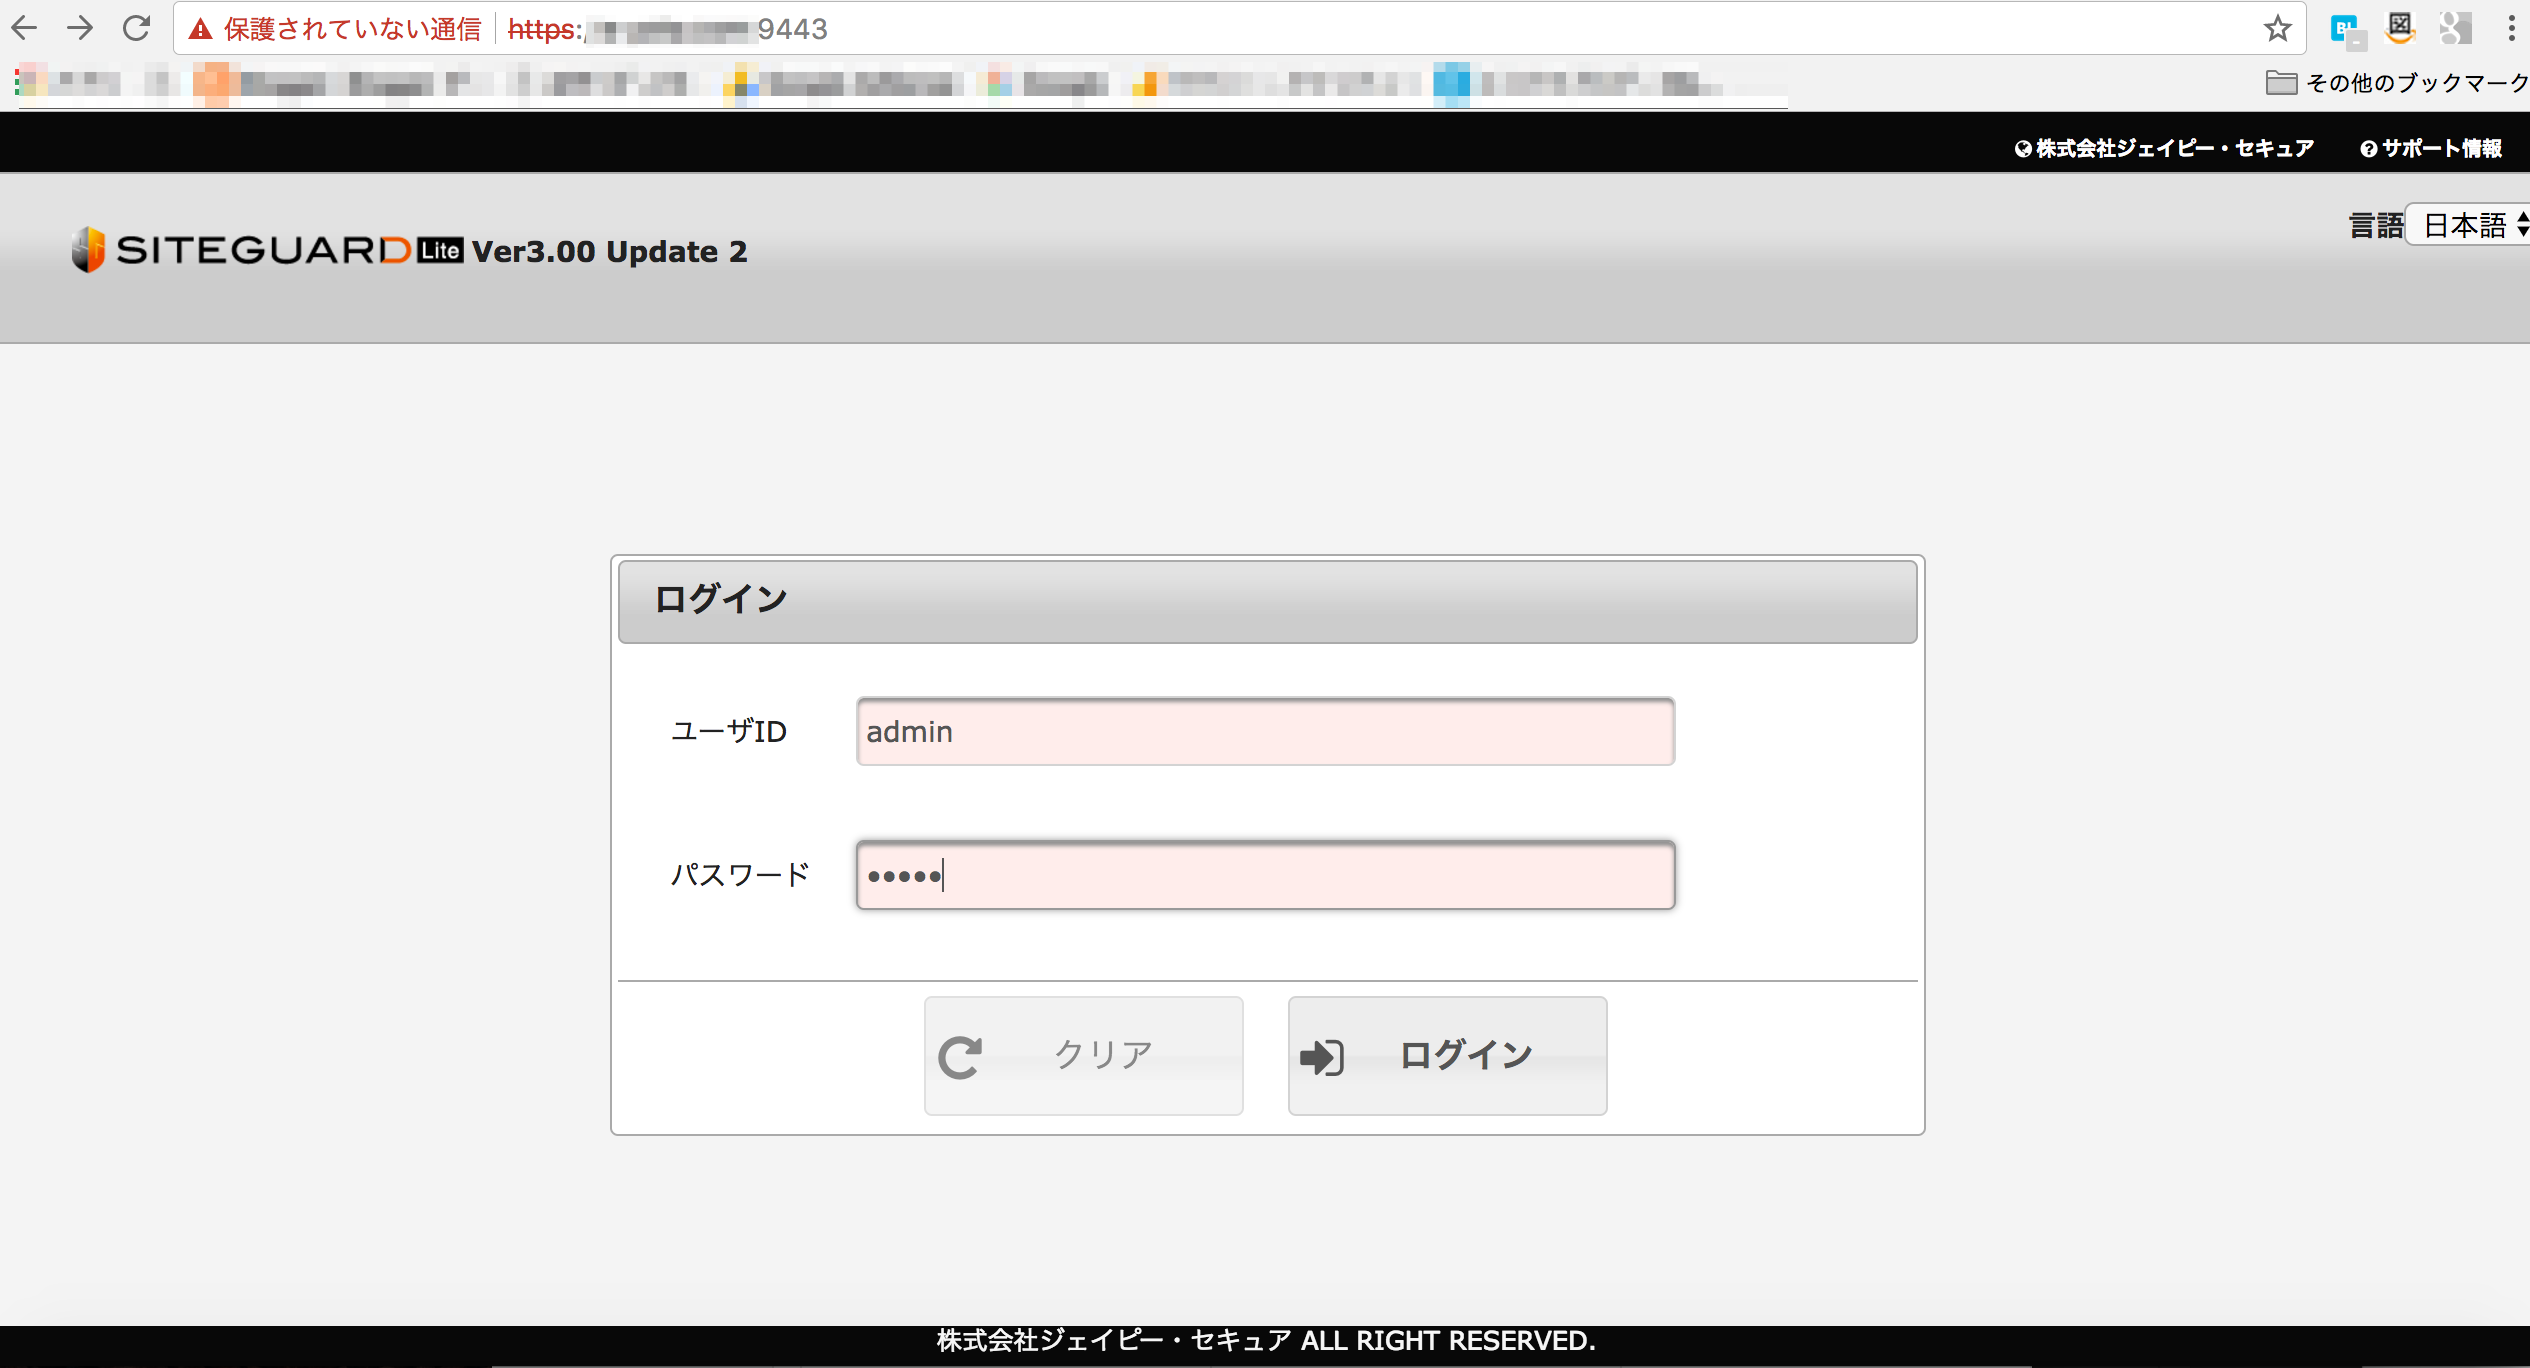 保護されていない通信 https: 9443
その他のブックマーク
株式会社ジェイピー・セキュア サポート情報
言語 日本語
SITEGUARD Lite Ver3.00 Update 2
ログイン
ユーザID admin
パスワード •••••
クリア ログイン
株式会社ジェイピー・セキュア ALL RIGHT RESERVED.